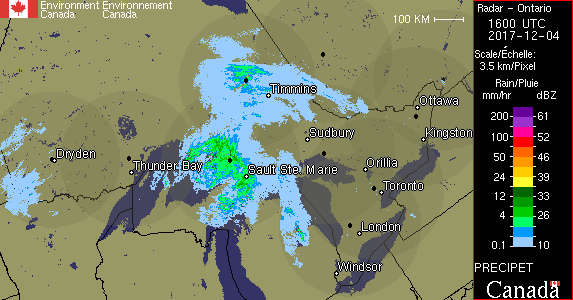 Environment Environnement
Canada Canada
100 KM
Timmins
Ottawa
Sudbury
Kingston
Dryden
Thunder Bay
Sault Ste. Marie
Orillia
Toronto
London
Windsor
Radar - Ontario
1600 UTC
2017-12-04
Scale/Échelle:
3.5 km/Pixel
Rain/Pluie
mm/hr dBZ
200 61
100 52
50 46
24 39
12 33
4 26
0.1 10
PRECIPET
Canada